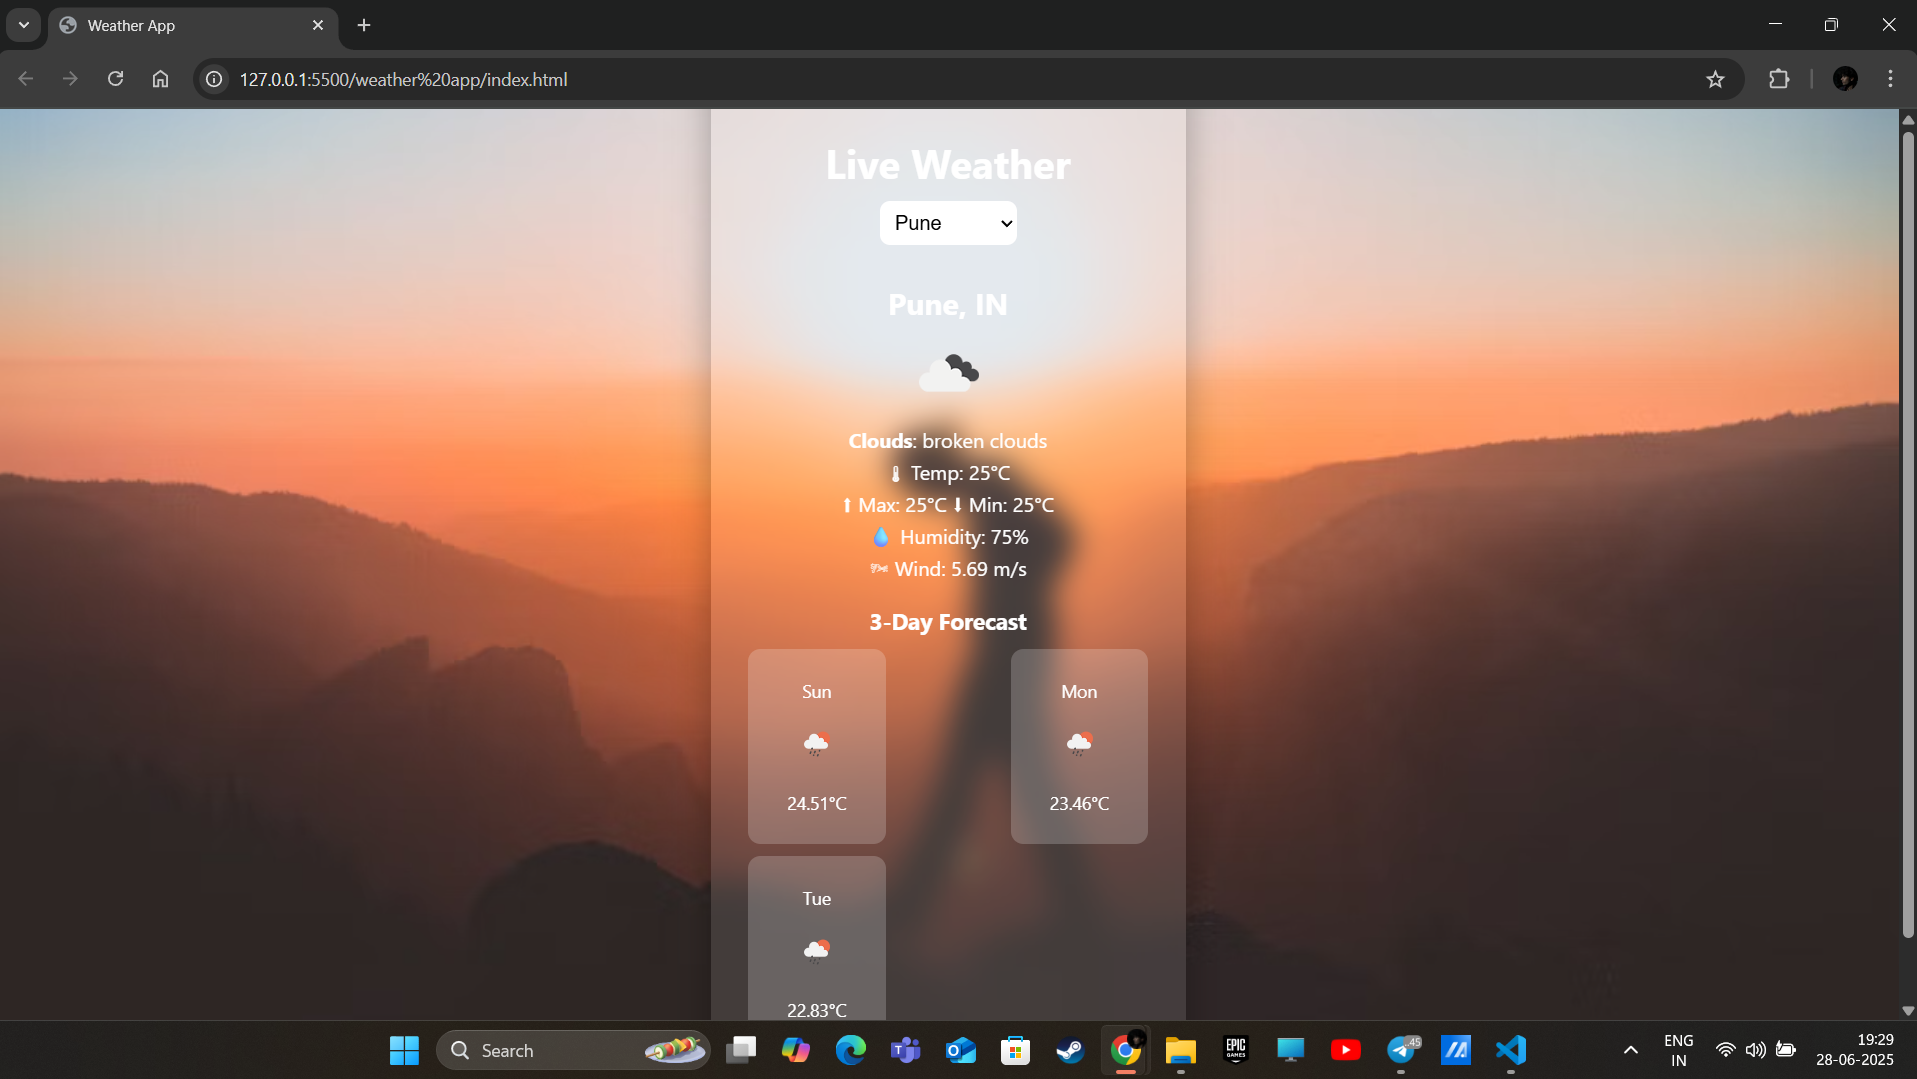 Weather App
127.0.0.1:5500/weather%20app/index.html
Live Weather
Pune
Pune, IN
Clouds: broken clouds
🌡 Temp: 25°C
⬆ Max: 25°C ⬇ Min: 25°C
💧 Humidity: 75%
🌬 Wind: 5.69 m/s
3-Day Forecast
Sun
24.51°C
Mon
23.46°C
Tue
22.83°C
Search
EPIC
GAMES
..45
ENG
IN
19:29
28-06-2025